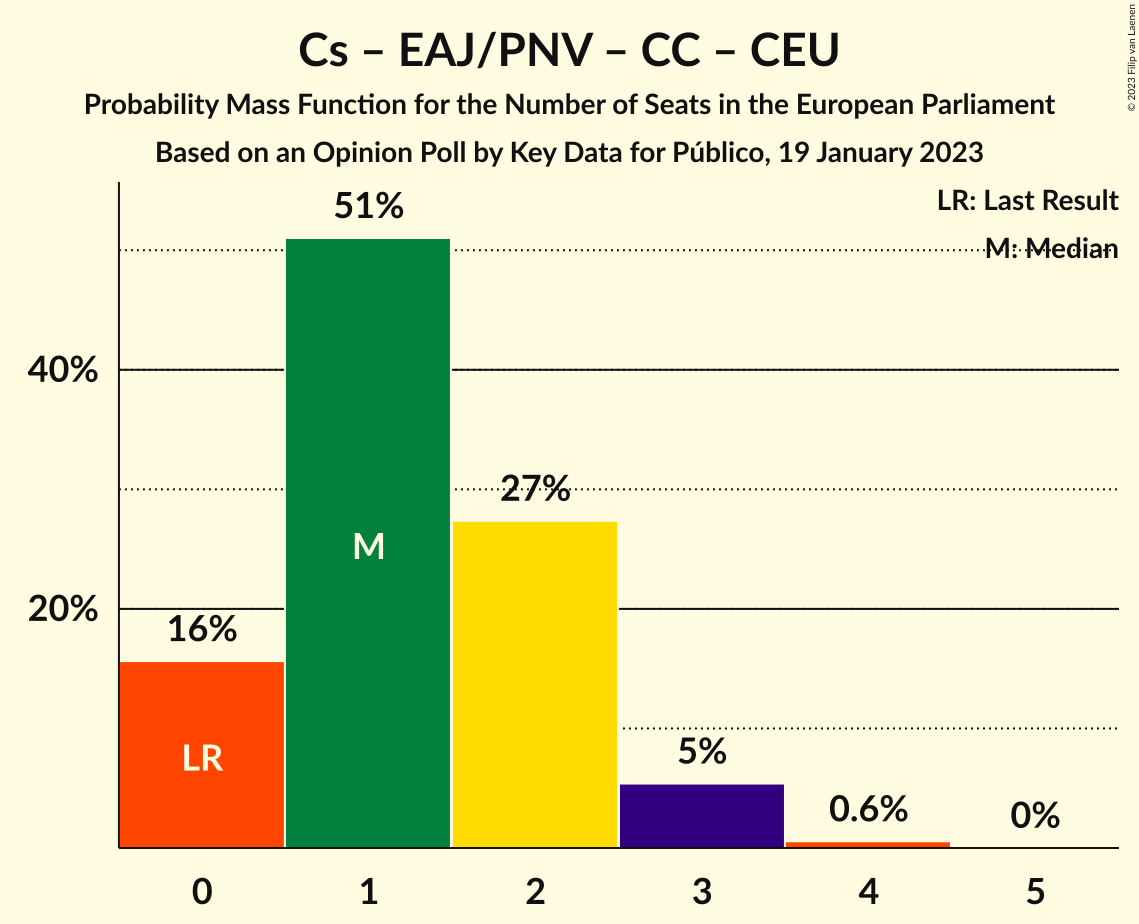 Cs – EAJ/PNV – CC – CEU
Probability Mass Function for the Number of Seats in the European Parliament
Based on an Opinion Poll by Key Data for Público, 19 January 2023
© 2023 Filip van Laenen
LR: Last Result
M: Median
51%
40%
27%
M
20%
16%
LR
5%
0.6%
0%
0 1 2 3 4 5